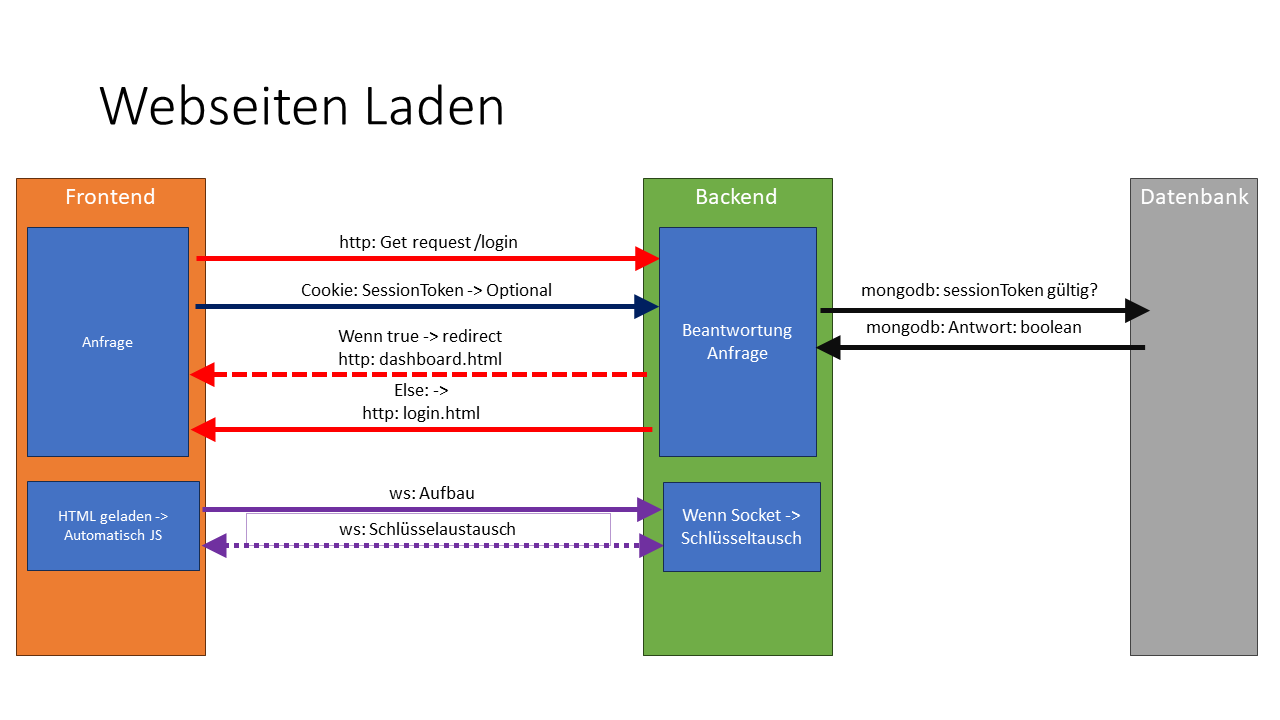 Webseiten Laden
Frontend
Backend
Datenbank
http: Get request /login
Cookie: SessionToken -> Optional
mongodb: sessionToken gültig?
mongodb: Antwort: boolean
Anfrage
Beantwortung
Anfrage
Wenn true -> redirect
http: dashboard.html
Else: ->
http: login.html
ws: Aufbau
HTML geladen ->
Automatisch JS
Wenn Socket ->
Schlüsseltausch
ws: Schlüsselaustausch